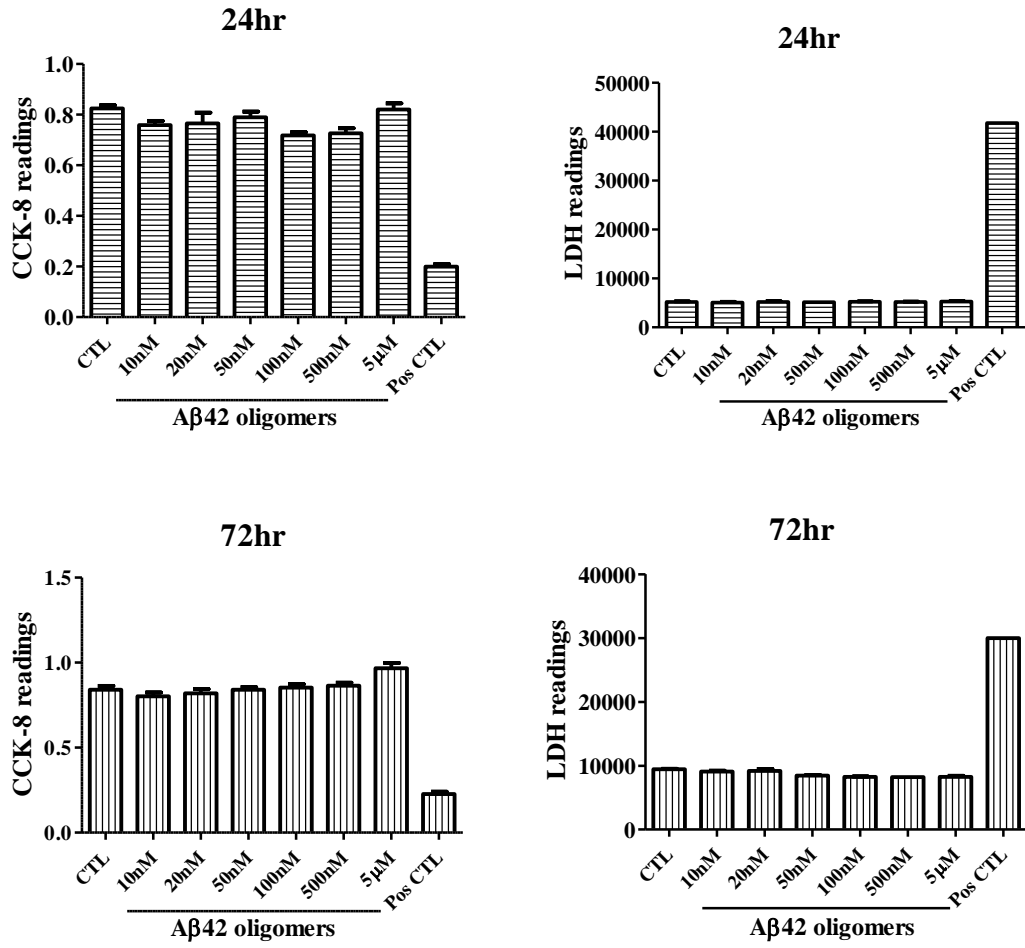 24hr
CCK-8 readings
1.0
0.8
0.6
0.4
0.2
0.0
CTL
10nM
20nM
50nM
100nM
500nM
5µM
Pos CTL
Aβ42 oligomers
24hr
LDH readings
50000
40000
30000
20000
10000
0
CTL
10nM
20nM
50nM
100nM
500nM
5µM
Pos CTL
Aβ42 oligomers
72hr
CCK-8 readings
1.5
1.0
0.5
0.0
CTL
10nM
20nM
50nM
100nM
500nM
5µM
Pos CTL
Aβ42 oligomers
72hr
LDH readings
40000
30000
20000
10000
0
CTL
10nM
20nM
50nM
100nM
500nM
5µM
Pos CTL
Aβ42 oligomers